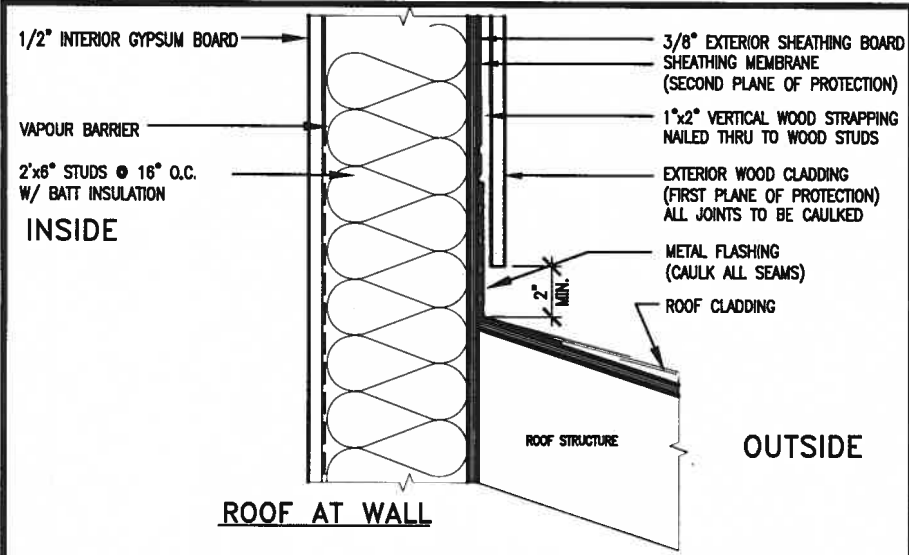 1/2" INTERIOR GYPSUM BOARD
VAPOUR BARRIER
2'x6" STUDS @ 16" O.C.
W/ BATT INSULATION
INSIDE
3/8" EXTERIOR SHEATHING BOARD
SHEATHING MEMBRANE
(SECOND PLANE OF PROTECTION)
1"x2" VERTICAL WOOD STRAPPING
NAILED THRU TO WOOD STUDS
EXTERIOR WOOD CLADDING
(FIRST PLANE OF PROTECTION)
ALL JOINTS TO BE CAULKED
METAL FLASHING
(CAULK ALL SEAMS)
2"
MIN.
ROOF CLADDING
ROOF STRUCTURE
OUTSIDE
ROOF AT WALL